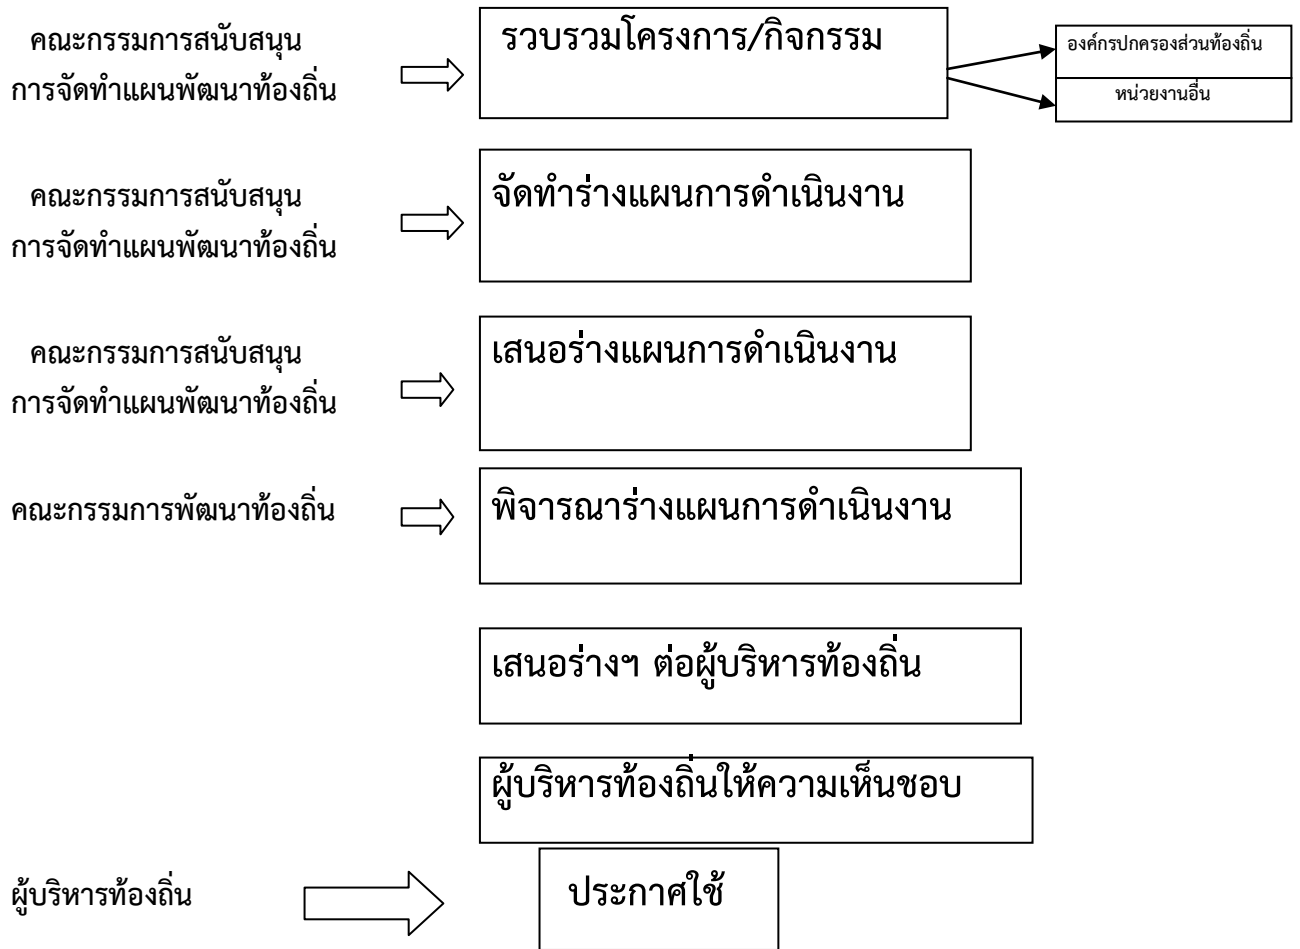 คณะกรรมการสนับสนุน
การจัดทำแผนพัฒนาท้องถิ่น
รวบรวมโครงการ/กิจกรรม
องค์กรปกครองส่วนท้องถิ่น
หน่วยงานอื่น
คณะกรรมการสนับสนุน
การจัดทำแผนพัฒนาท้องถิ่น
จัดทำร่างแผนการดำเนินงาน
คณะกรรมการสนับสนุน
การจัดทำแผนพัฒนาท้องถิ่น
เสนอร่างแผนการดำเนินงาน
คณะกรรมการพัฒนาท้องถิ่น
พิจารณาร่างแผนการดำเนินงาน
เสนอร่างฯ ต่อผู้บริหารท้องถิ่น
ผู้บริหารท้องถิ่นให้ความเห็นชอบ
ผู้บริหารท้องถิ่น
ประกาศใช้